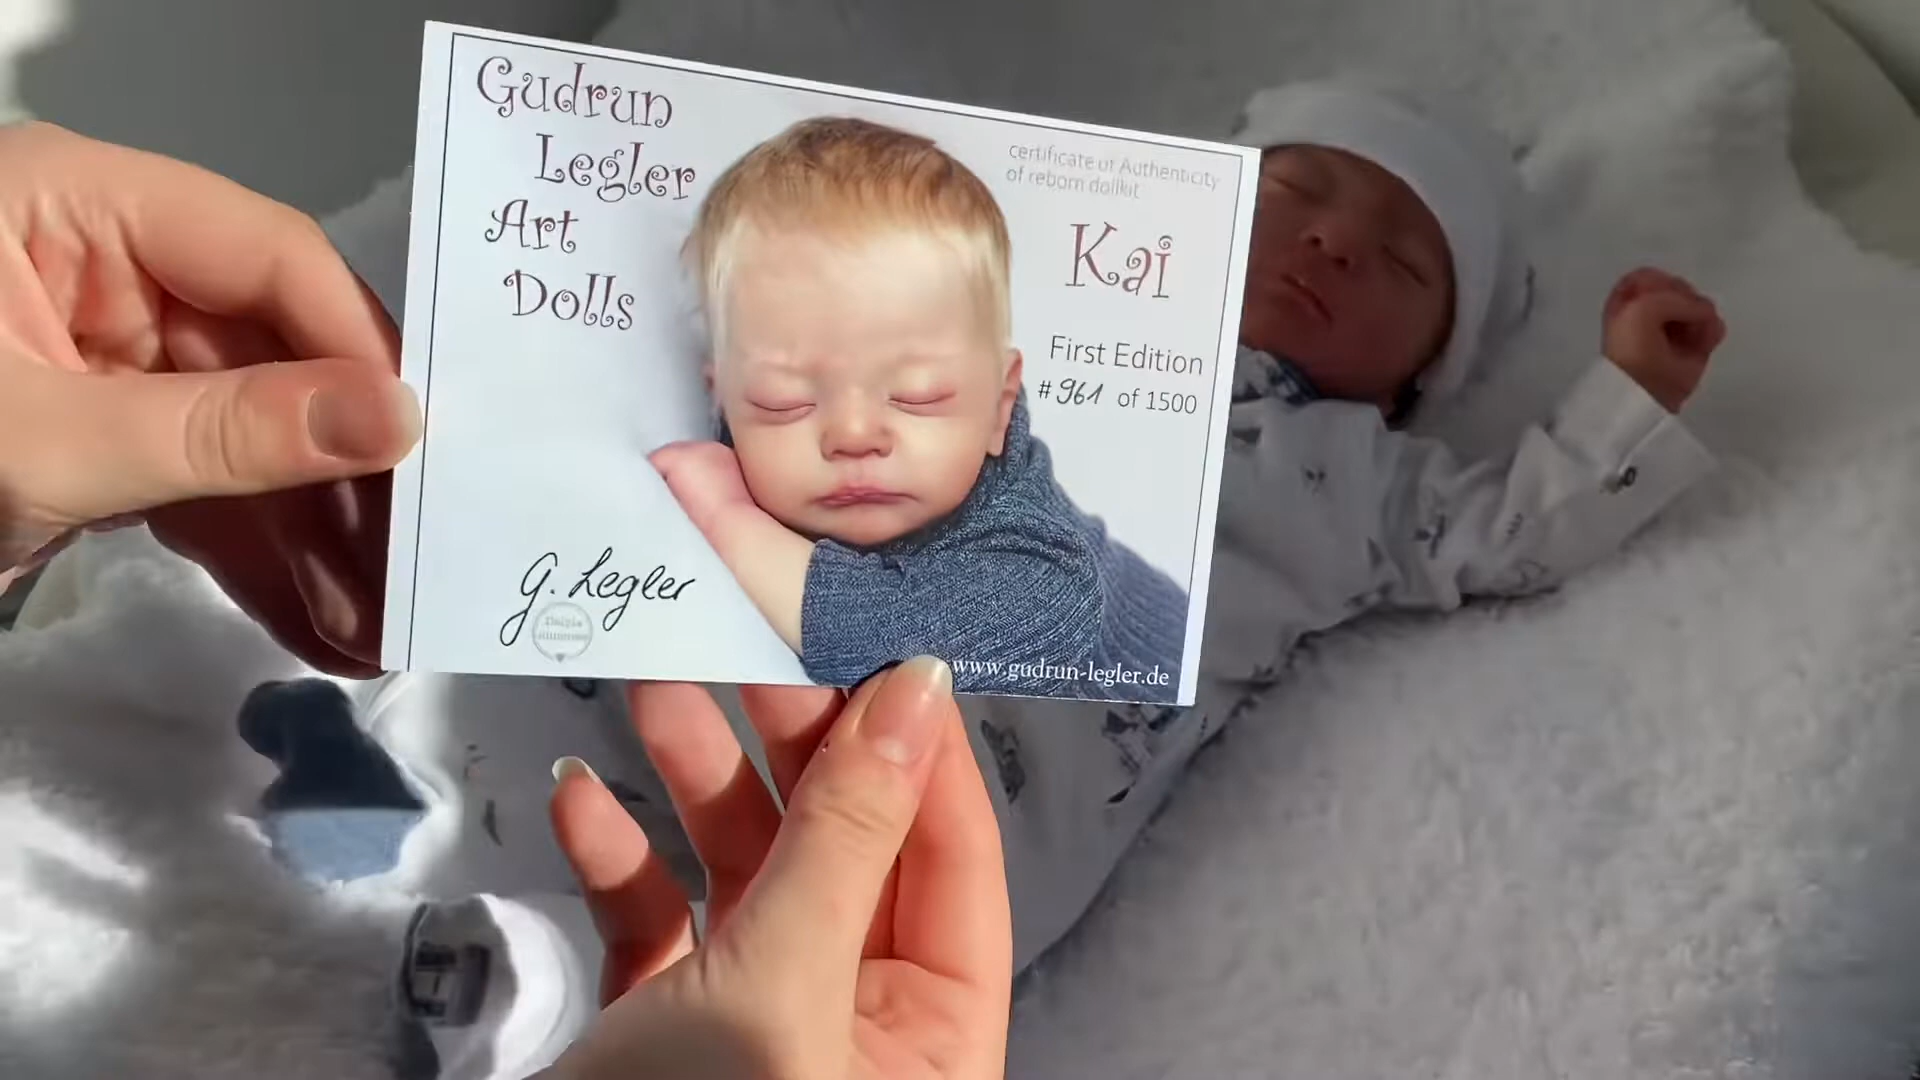 Gudrun
Legler
Art
Dolls
certificate of Authenticity
of reborn dollkit
Kai
First Edition
# 961 of 1500
G. Legler
www.gudrun-legler.de